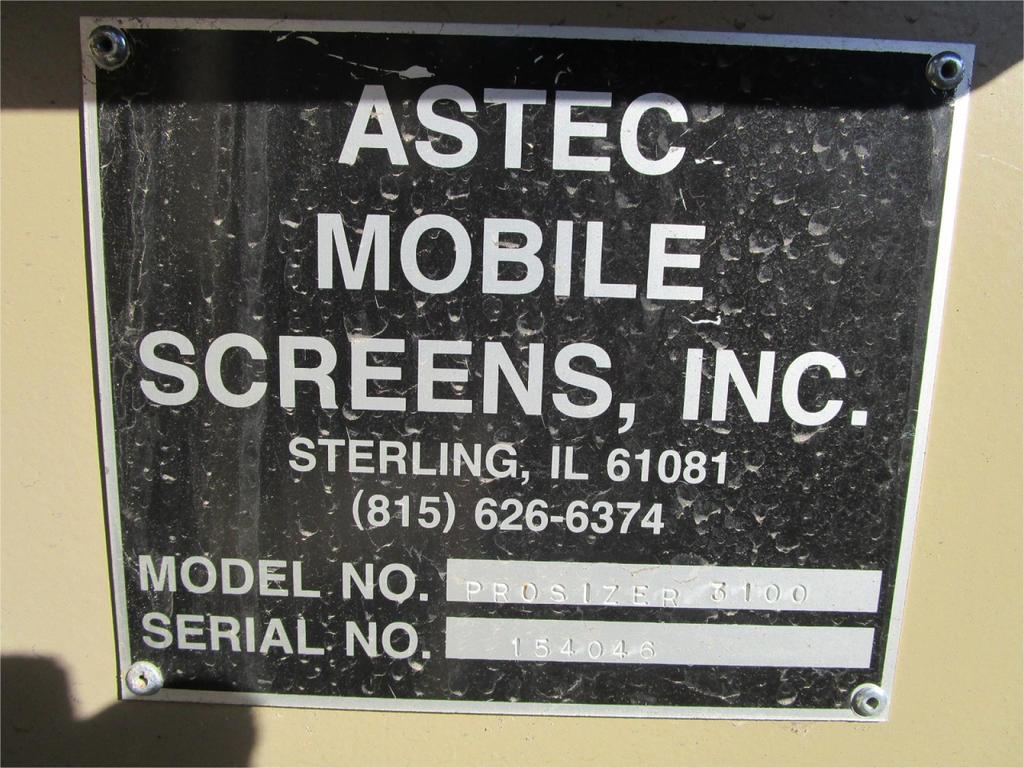 ASTEC
MOBILE
SCREENS, INC.
STERLING, IL 61081
(815) 626-6374
MODEL NO. PROSIZER 3100
SERIAL NO. 154046